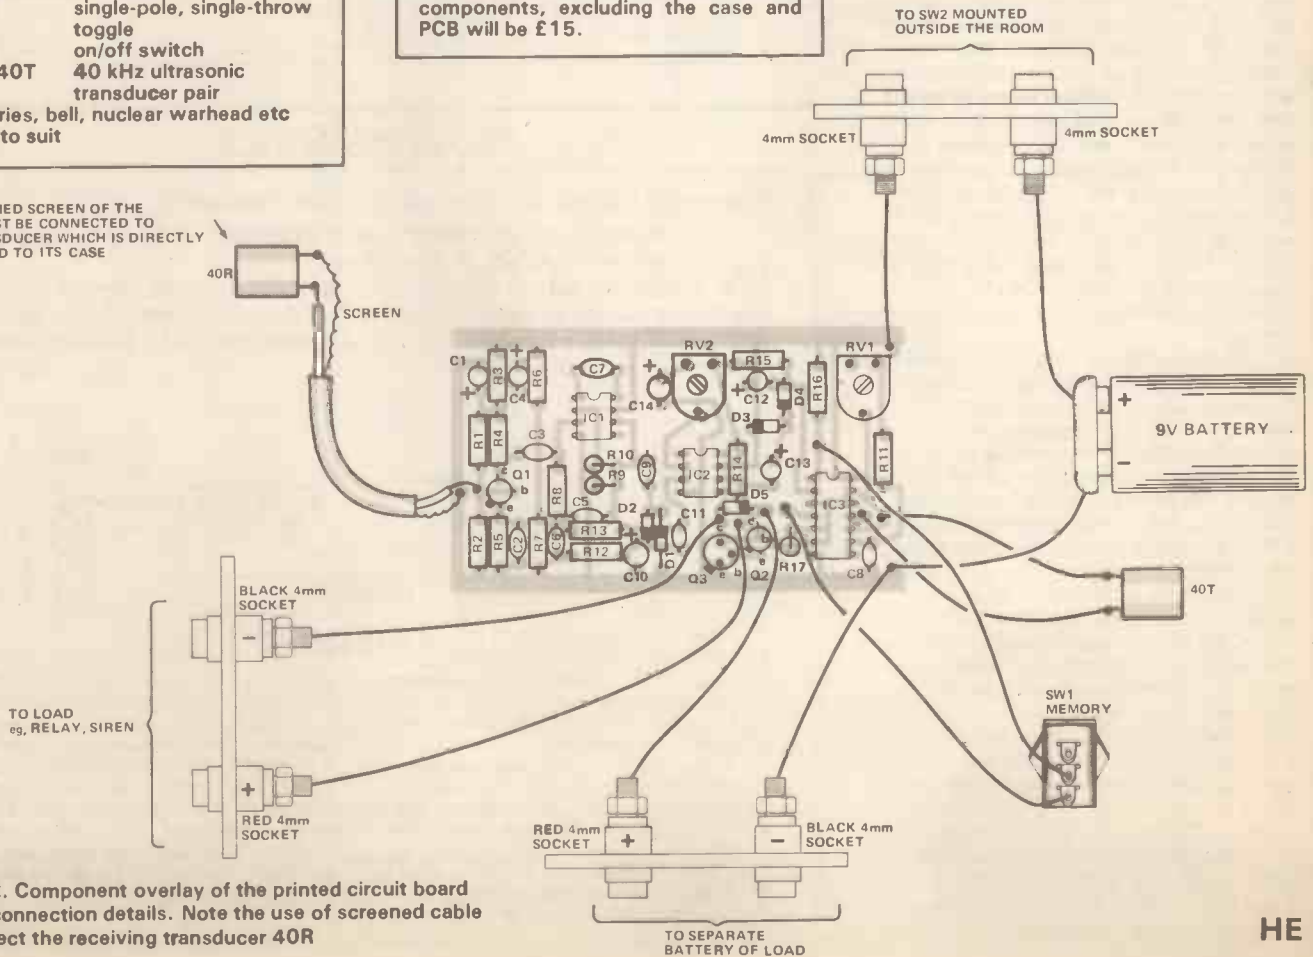 single-pole, single-throw
toggle
on/off switch
40T 40 kHz ultrasonic
transducer pair
ries, bell, nuclear warhead etc
to suit
components, excluding the case and
PCB will be £15.
TO SW2 MOUNTED
OUTSIDE THE ROOM
4mm SOCKET
4mm SOCKET
ED SCREEN OF THE
ST BE CONNECTED TO
SDUCER WHICH IS DIRECTLY
D TO ITS CASE
40R
SCREEN
C1
+
R3
+
C4
R6
C7
+
C14
RV2
R15
+
C12
D4
R16
RV1
IC1
D3
R1
R4
C3
R10
R9
C9
IC2
R14
+
C13
R11
c
Q1
b
e
R8
C5
D2
C11
D5
IC3
R2
R5
C2
R7
C6
R13
R12
+
C10
D1
c
Q3
e
b
c
b
e
Q2
R17
C8
+
9V BATTERY
−
40T
BLACK 4mm
SOCKET
−
TO LOAD
eg, RELAY, SIREN
+
RED 4mm
SOCKET
SW1
MEMORY
RED 4mm
SOCKET
+
−
BLACK 4mm
SOCKET
TO SEPARATE
BATTERY OF LOAD
. Component overlay of the printed circuit board
connection details. Note the use of screened cable
ect the receiving transducer 40R
HE